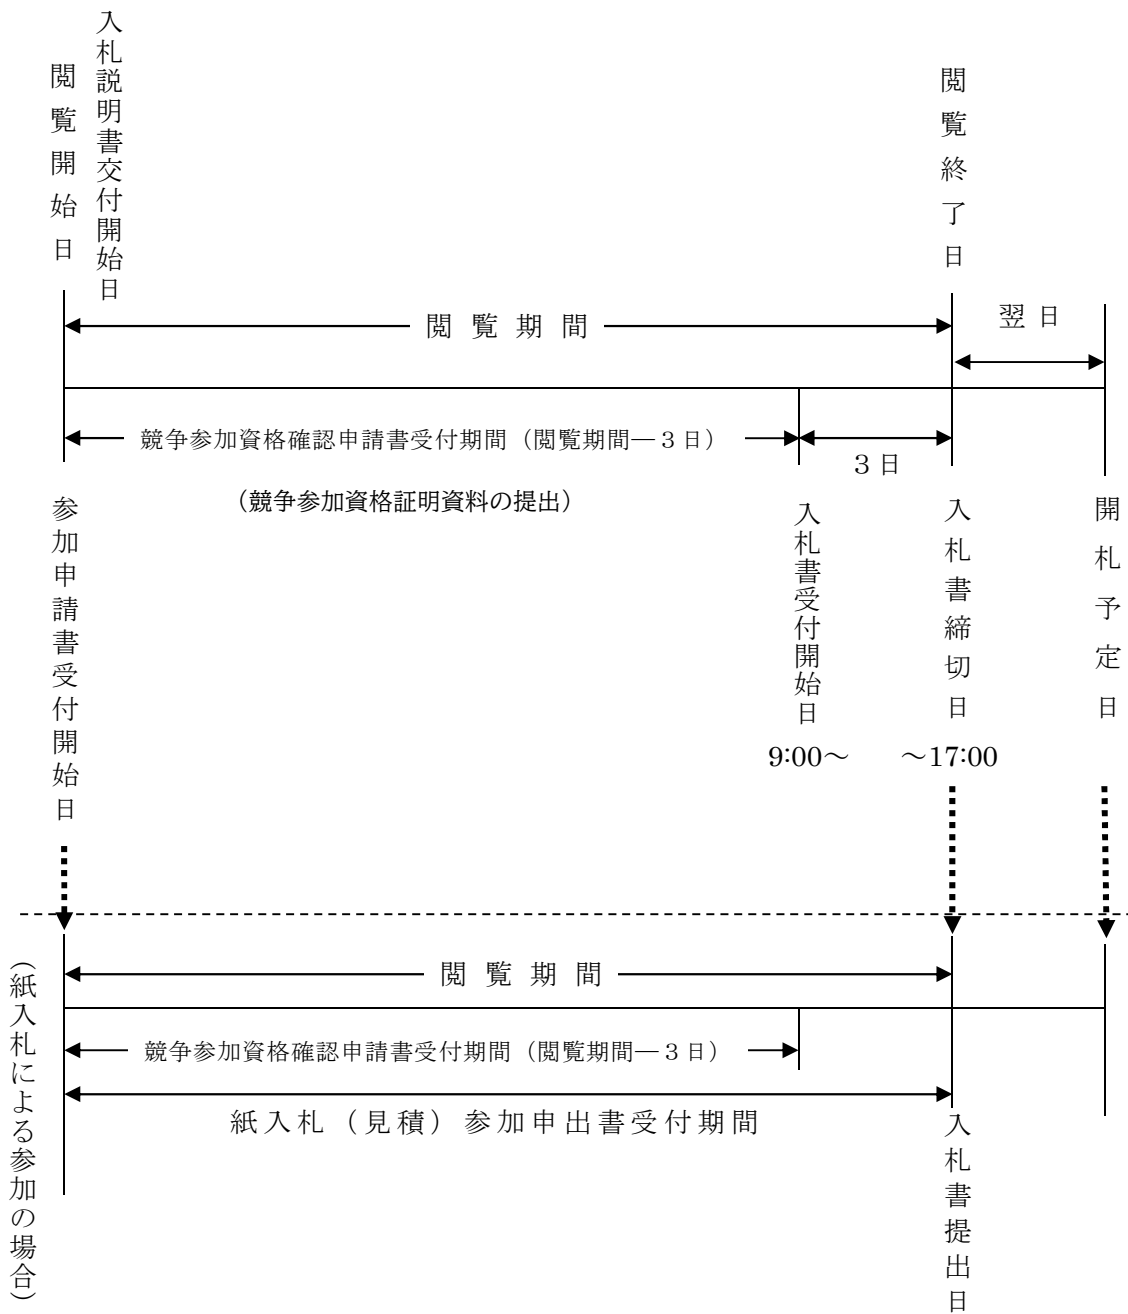 入札説明書交付開始日
閲覧開始日
閲覧終了日
翌日
閲覧期間
競争参加資格確認申請書受付期間（閲覧期間―３日）
３日
（競争参加資格証明資料の提出）
参加申請書受付開始日
入札書受付開始日
9:00～
入札書締切日
～17:00
開札予定日
（紙入札による参加の場合）
閲覧期間
競争参加資格確認申請書受付期間（閲覧期間―３日）
紙入札（見積）参加申出書受付期間
入札書提出日